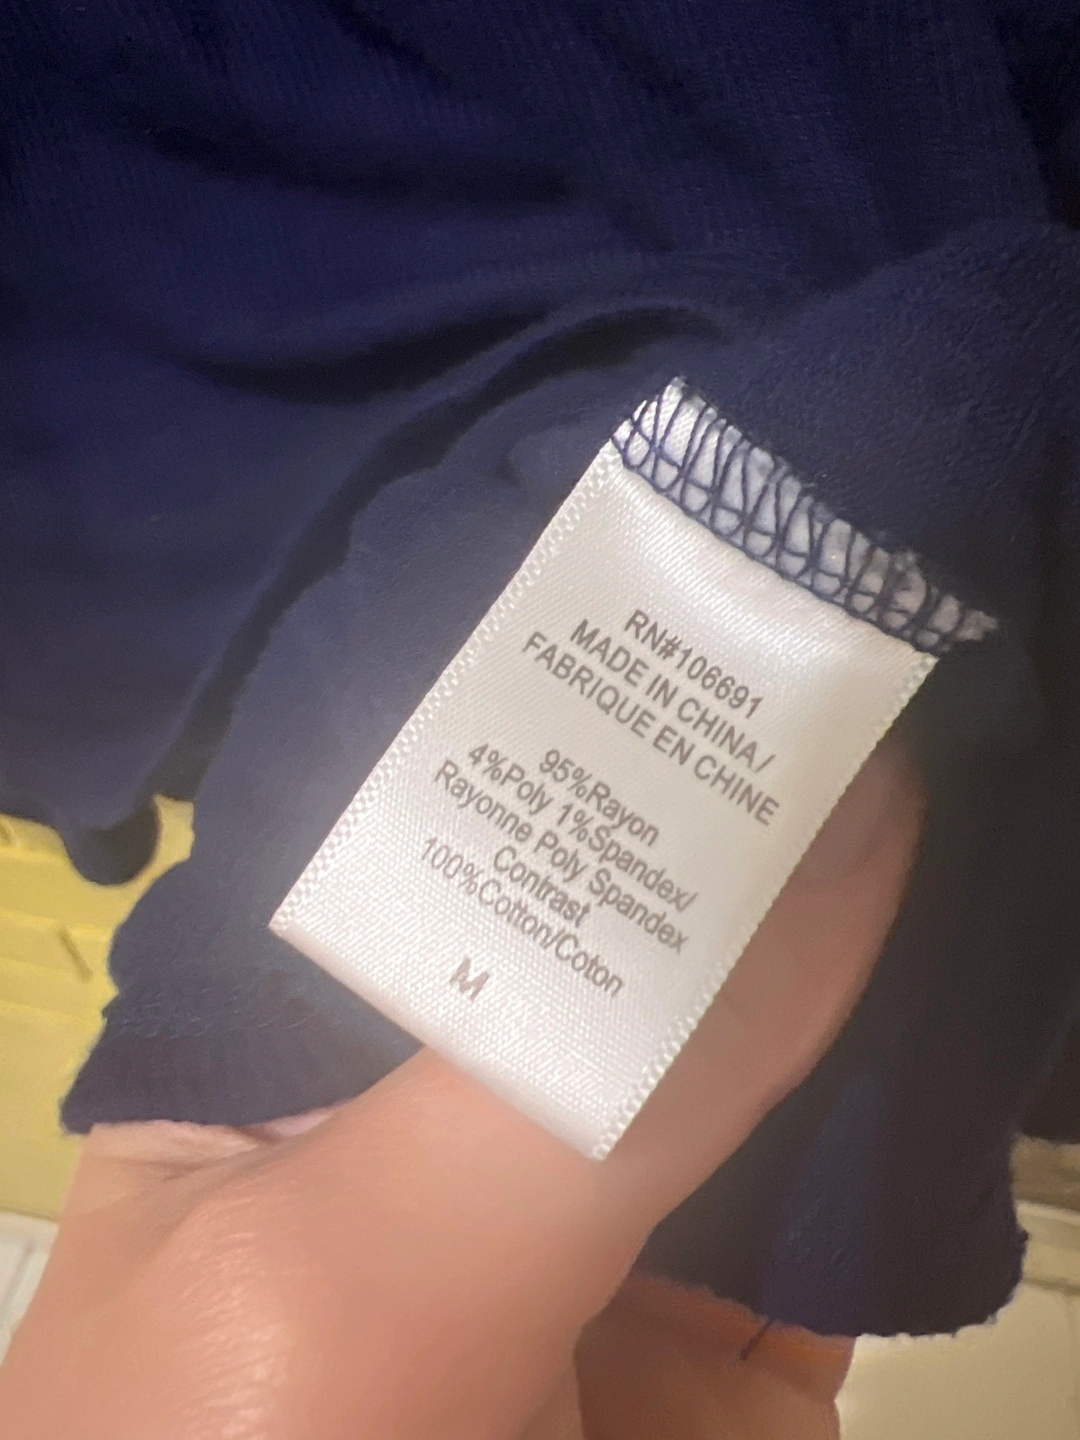 RN#106691
MADE IN CHINA/
FABRIQUE EN CHINE
95%Rayon
4%Poly 1%Spandex/
Rayonne Poly Spandex
Contrast
100%Cotton/Coton
M